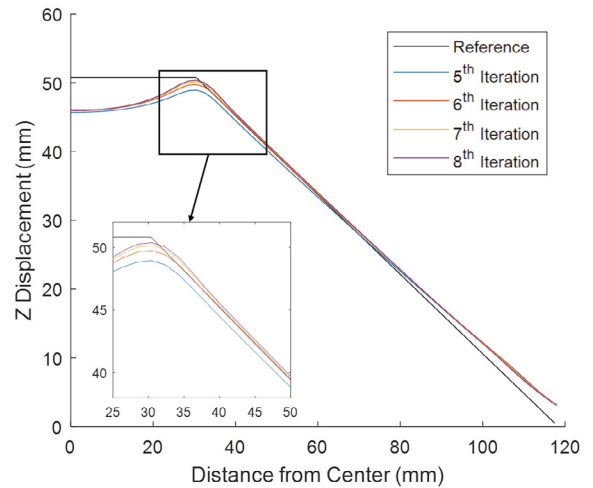 60
50
40
30
20
10
0
Z Displacement (mm)
Reference
5th Iteration
6th Iteration
7th Iteration
8th Iteration
50
45
40
25 30 35 40 45 50
0 20 40 60 80 100 120
Distance from Center (mm)